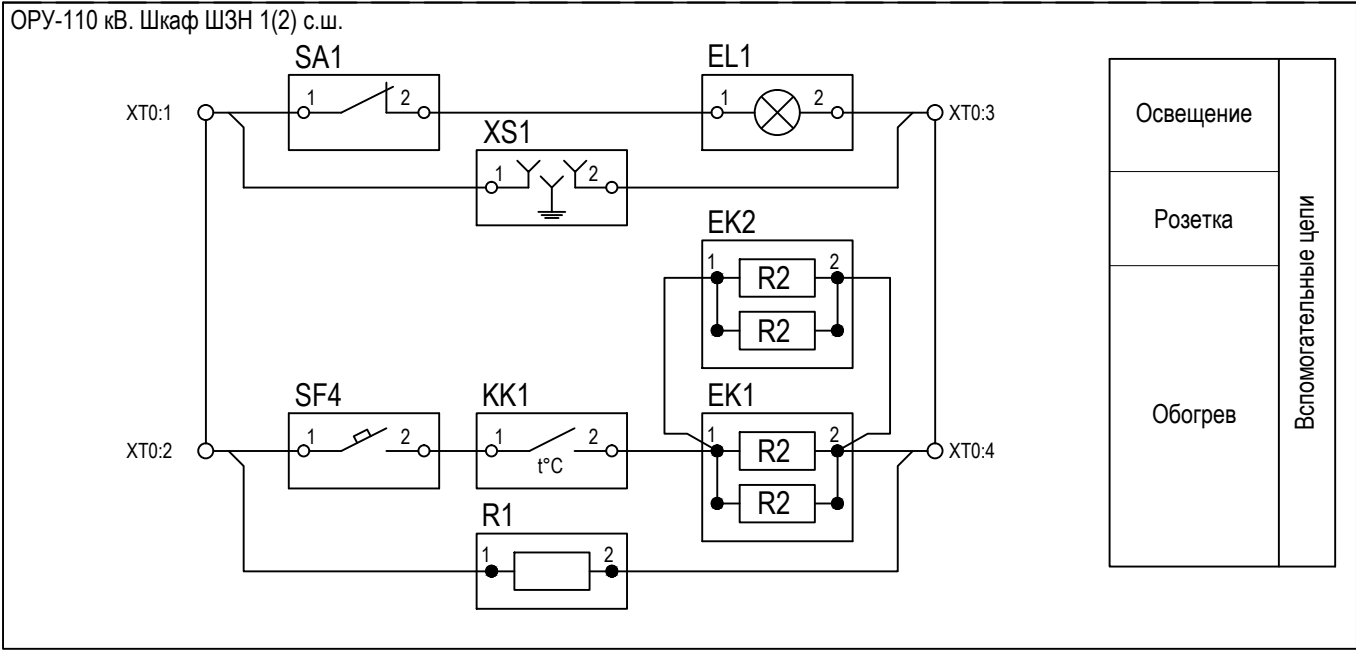 ОРУ-110 кВ. Шкаф ШЗН 1(2) с.ш.
SA1
EL1
XT0:1
1
2
1
2
XT0:3
XS1
1
2
EK2
1
R2
2
R2
SF4
KK1
EK1
XT0:2
1
2
1
2
t°C
1
R2
2
XT0:4
R2
R1
1
2
Освещение
Розетка
Обогрев
Вспомогательные цепи